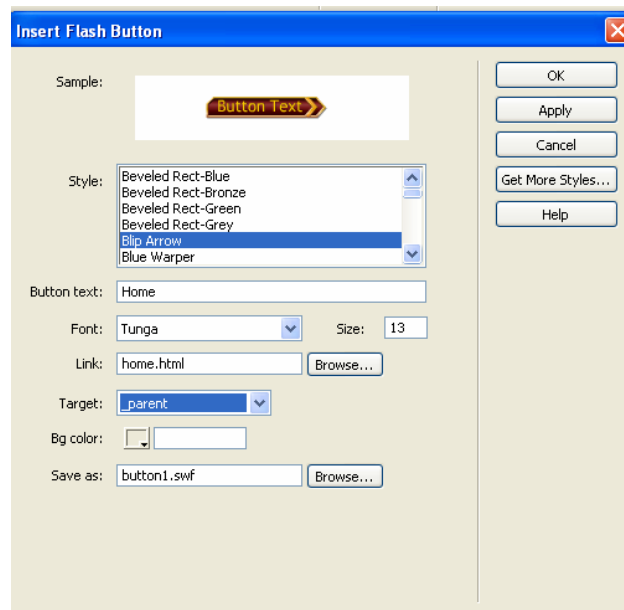 Insert Flash Button
Sample:
Button Text
Style:
Beveled Rect-Blue
Beveled Rect-Bronze
Beveled Rect-Green
Beveled Rect-Grey
Blip Arrow
Blue Warper
Button text: Home
Font: Tunga Size: 13
Link: home.html Browse...
Target: _parent
Bg color:
Save as: button1.swf Browse...
OK
Apply
Cancel
Get More Styles...
Help